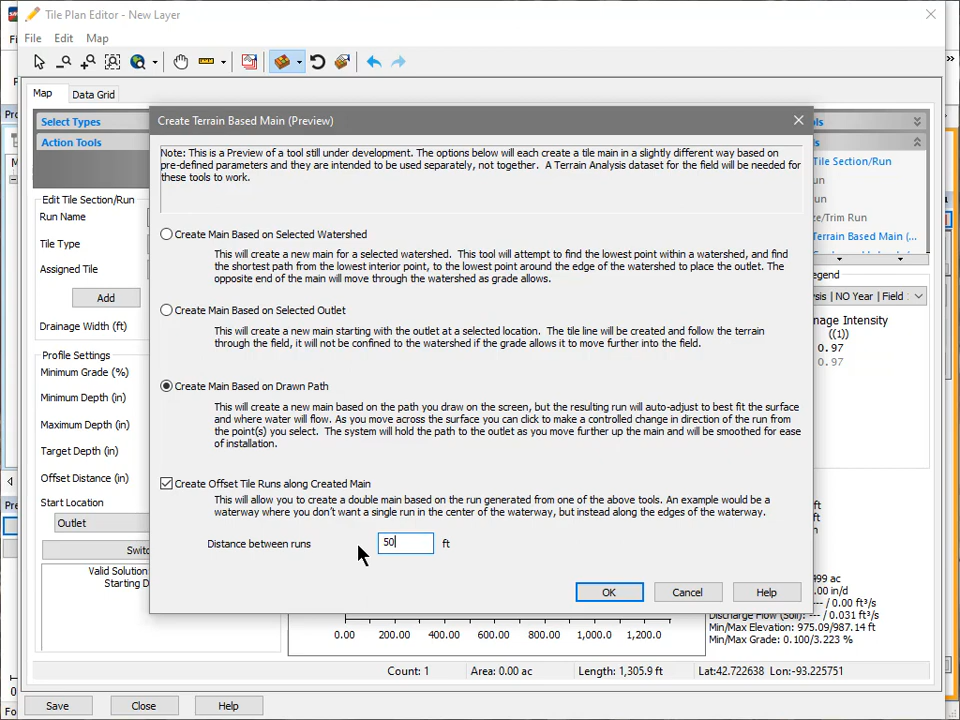 Tile Plan Editor - New Layer
File Edit Map
Map Data Grid
Select Types
Action Tools
Edit Tile Section/Run
Run Name
Tile Type
Assigned Tile
Add
Drainage Width (ft)
Profile Settings
Minimum Grade (%)
Minimum Depth (in)
Maximum Depth (in)
Target Depth (in)
Offset Distance (in)
Start Location
Outlet
Valid Solution
Starting D
Create Terrain Based Main (Preview)
Note: This is a Preview of a tool still under development. The options below will each create a tile main in a slightly different way based on
pre-defined parameters and they are intended to be used separately, not together. A Terrain Analysis dataset for the field will be needed for
these tools to work.
Create Main Based on Selected Watershed
This will create a new main for a selected watershed. This tool will attempt to find the lowest point within a watershed, and find
the shortest path from the lowest interior point, to the lowest point around the edge of the watershed to place the outlet. The
opposite end of the main will move through the watershed as grade allows.
Create Main Based on Selected Outlet
This will create a new main starting with the outlet at a selected location. The tile line will be created and follow the terrain
through the field, it will not be confined to the watershed if the grade allows it to move further into the field.
Create Main Based on Drawn Path
This will create a new main based on the path you draw on the screen, but the resulting run will auto-adjust to best fit the surface
and where water will flow. As you move across the surface you can click to make a controlled change in direction of the run from
the point(s) you select. The system will hold the path to the outlet as you move further up the main and will be smoothed for ease
of installation.
Create Offset Tile Runs along Created Main
This will allow you to create a double main based on the run generated from one of the above tools. An example would be a
waterway where you don't want a single run in the center of the waterway, but instead along the edges of the waterway.
Distance between runs 50 ft
OK Cancel Help
Tile Section/Run
un
un
ze/Trim Run
Terrain Based Main (...
egend
sis | NO Year | Field
nage Intensity
((1))
0.97
0.97
ft
ft
999 ac
0.00 in/d
--- / 0.00 ft³/s
Discharge Flow (Soil): --- / 0.031 ft³/s
Min/Max Elevation: 975.09/987.14 ft
Min/Max Grade: 0.100/3.223 %
0.00 200.00 400.00 600.00 800.00 1,000.0 1,200.0
Count: 1 Area: 0.00 ac Length: 1,305.9 ft Lat:42.722638 Lon:-93.225751
Save Close Help